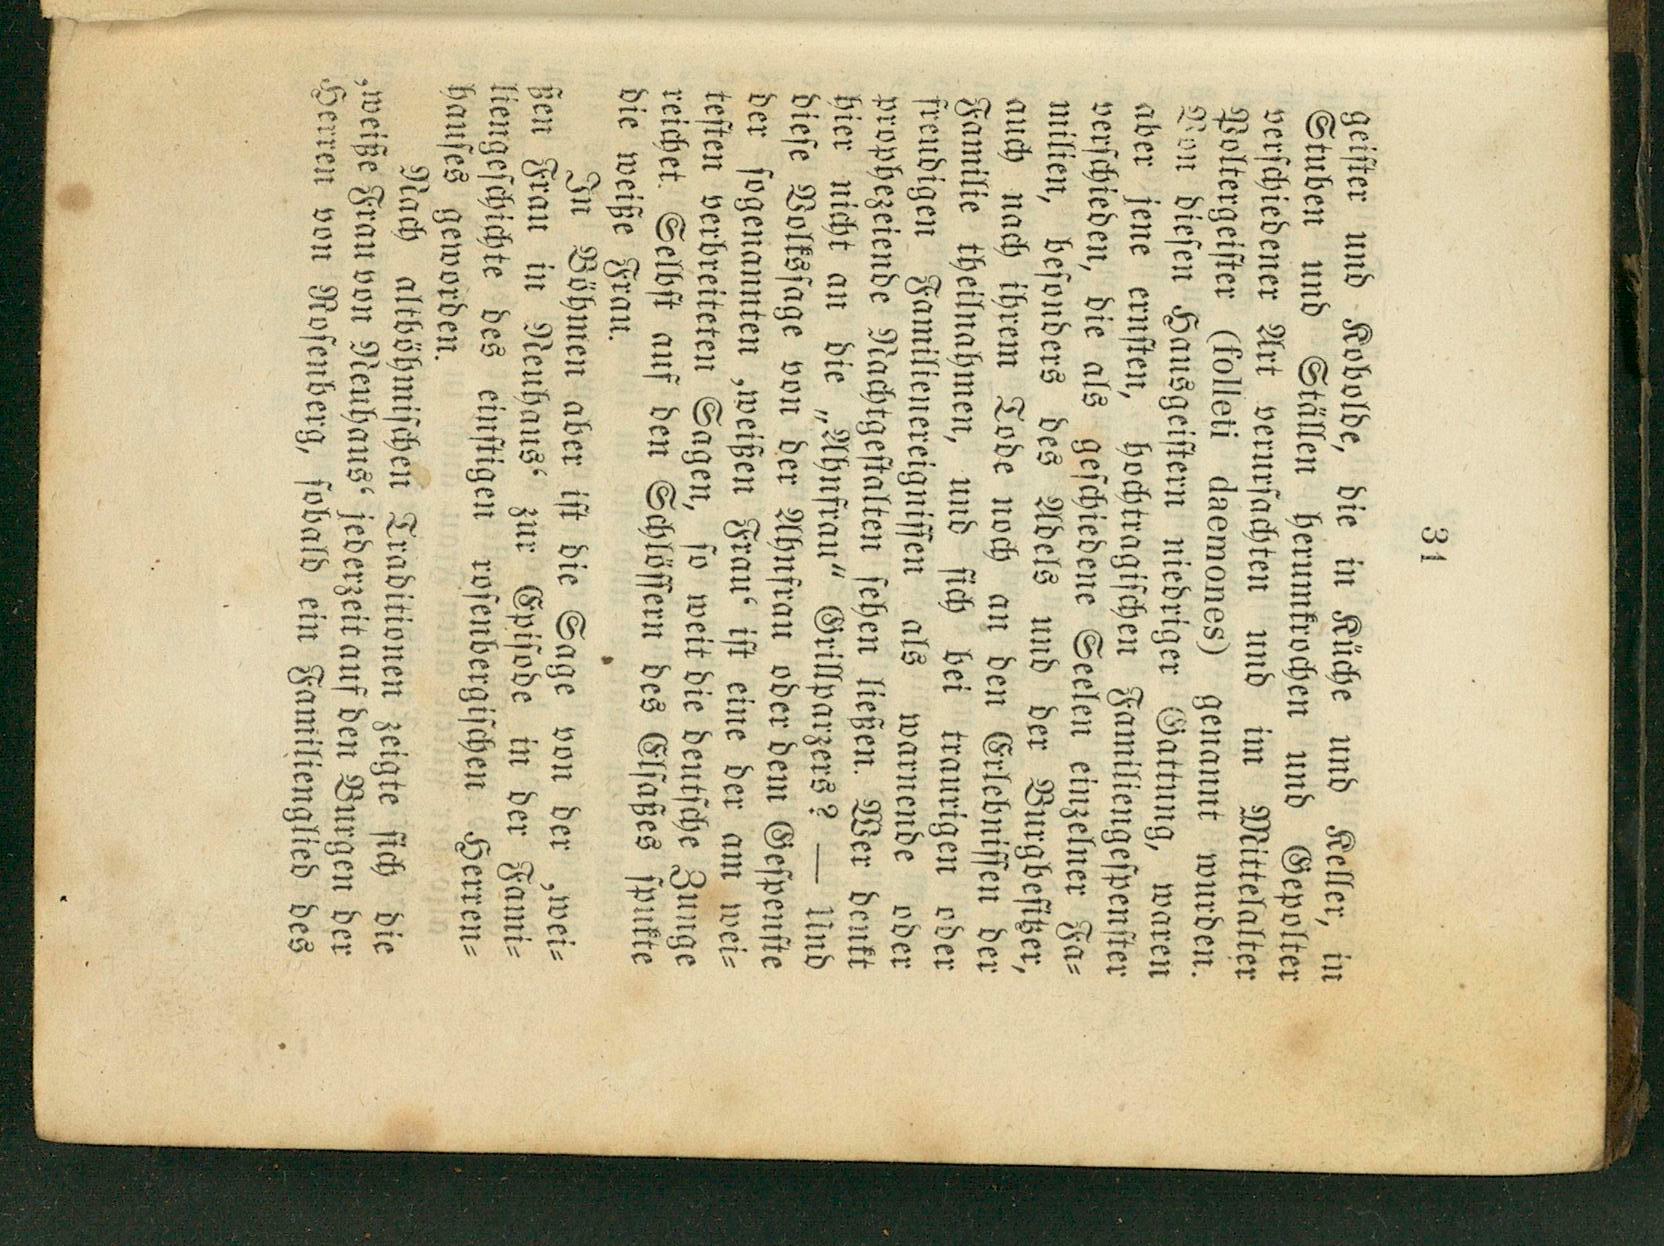 31
geister und Kobolde, die in Küche und Keller, in
Stuben und Ställen herumkrochen und Gepolter
verschiedener Art verursachten und im Mittelalter
Poltergeister (folleti daemones) genannt wurden.
Von diesen Hausgeistern niedriger Gattung, waren
aber jene ernsten, hochtragischen Familiengespenster
verschieden, die als geschiedene Seelen einzelner Fa-
milien, besonders des Adels und der Burgbesitzer,
auch nach ihrem Tode noch an den Erlebnissen der
Familie theilnahmen, und sich bei traurigen oder
freudigen Familienereignissen als warnende oder
prophezeiende Nachtgestalten sehen ließen. Wer denkt
hier nicht an die „Ahnfrau” Grillparzers? — Und
diese Volkssage von der Ahnfrau oder dem Gespenste
der sogenannten ‚weißen Frau‘ ist eine der am wei-
testen verbreiteten Sagen, so weit die deutsche Zunge
reichet. Selbst auf den Schlössern des Elsaßes spukte
die weiße Frau.
In Böhmen aber ist die Sage von der ‚wei-
ßen Frau in Neuhaus‘ zur Episode in der Fami-
liengeschichte des einstigen rosenbergischen Herren-
hauses geworden.
Nach altböhmischen Traditionen zeigte sich die
‚weiße Frau von Neuhaus‘ jederzeit auf den Burgen der
Herren von Rosenberg, sobald ein Familienglied des